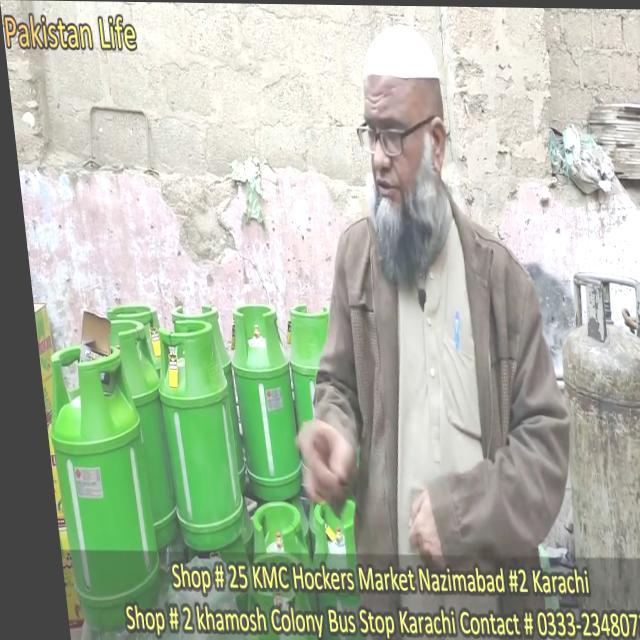 Pakistan Life
Shop # 25 KMC Hockers Market Nazimabad #2 Karachi
Shop # 2 khamosh Colony Bus Stop Karachi Contact # 0333-234807